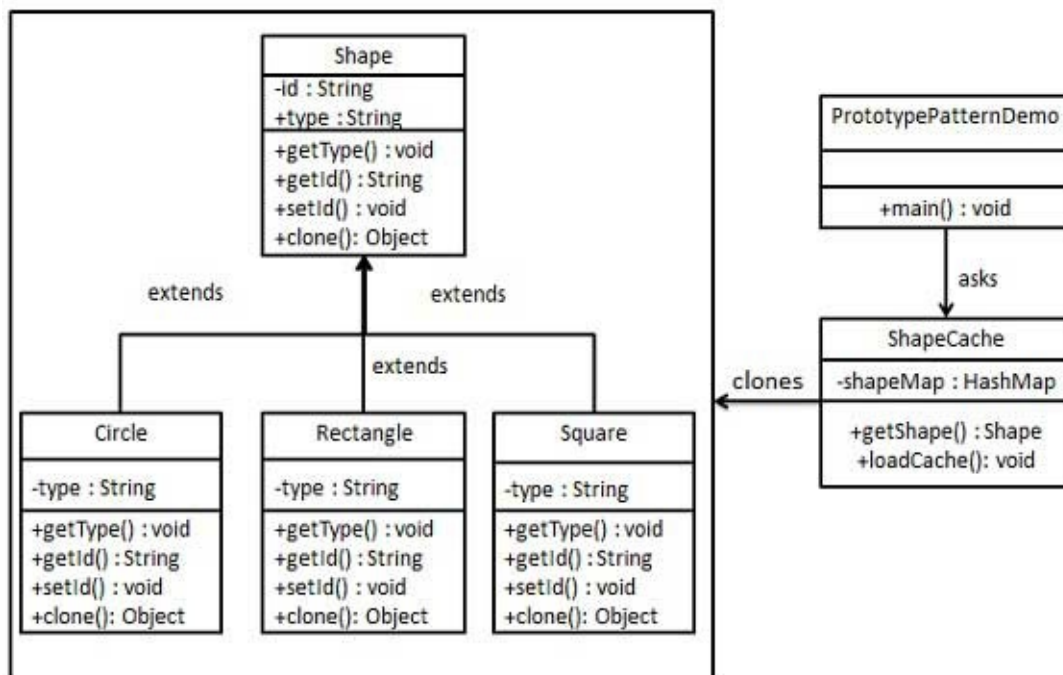 Shape
-id : String
+type : String
+getType() : void
+getId() : String
+setId() : void
+clone(): Object
extends
extends
extends
Circle
-type : String
+getType() : void
+getId() : String
+setId() : void
+clone(): Object
Rectangle
-type : String
+getType() : void
+getId() : String
+setId() : void
+clone(): Object
Square
-type : String
+getType() : void
+getId() : String
+setId() : void
+clone(): Object
PrototypePatternDemo
+main() : void
asks
ShapeCache
-shapeMap : HashMap
+getShape() : Shape
+loadCache(): void
clones